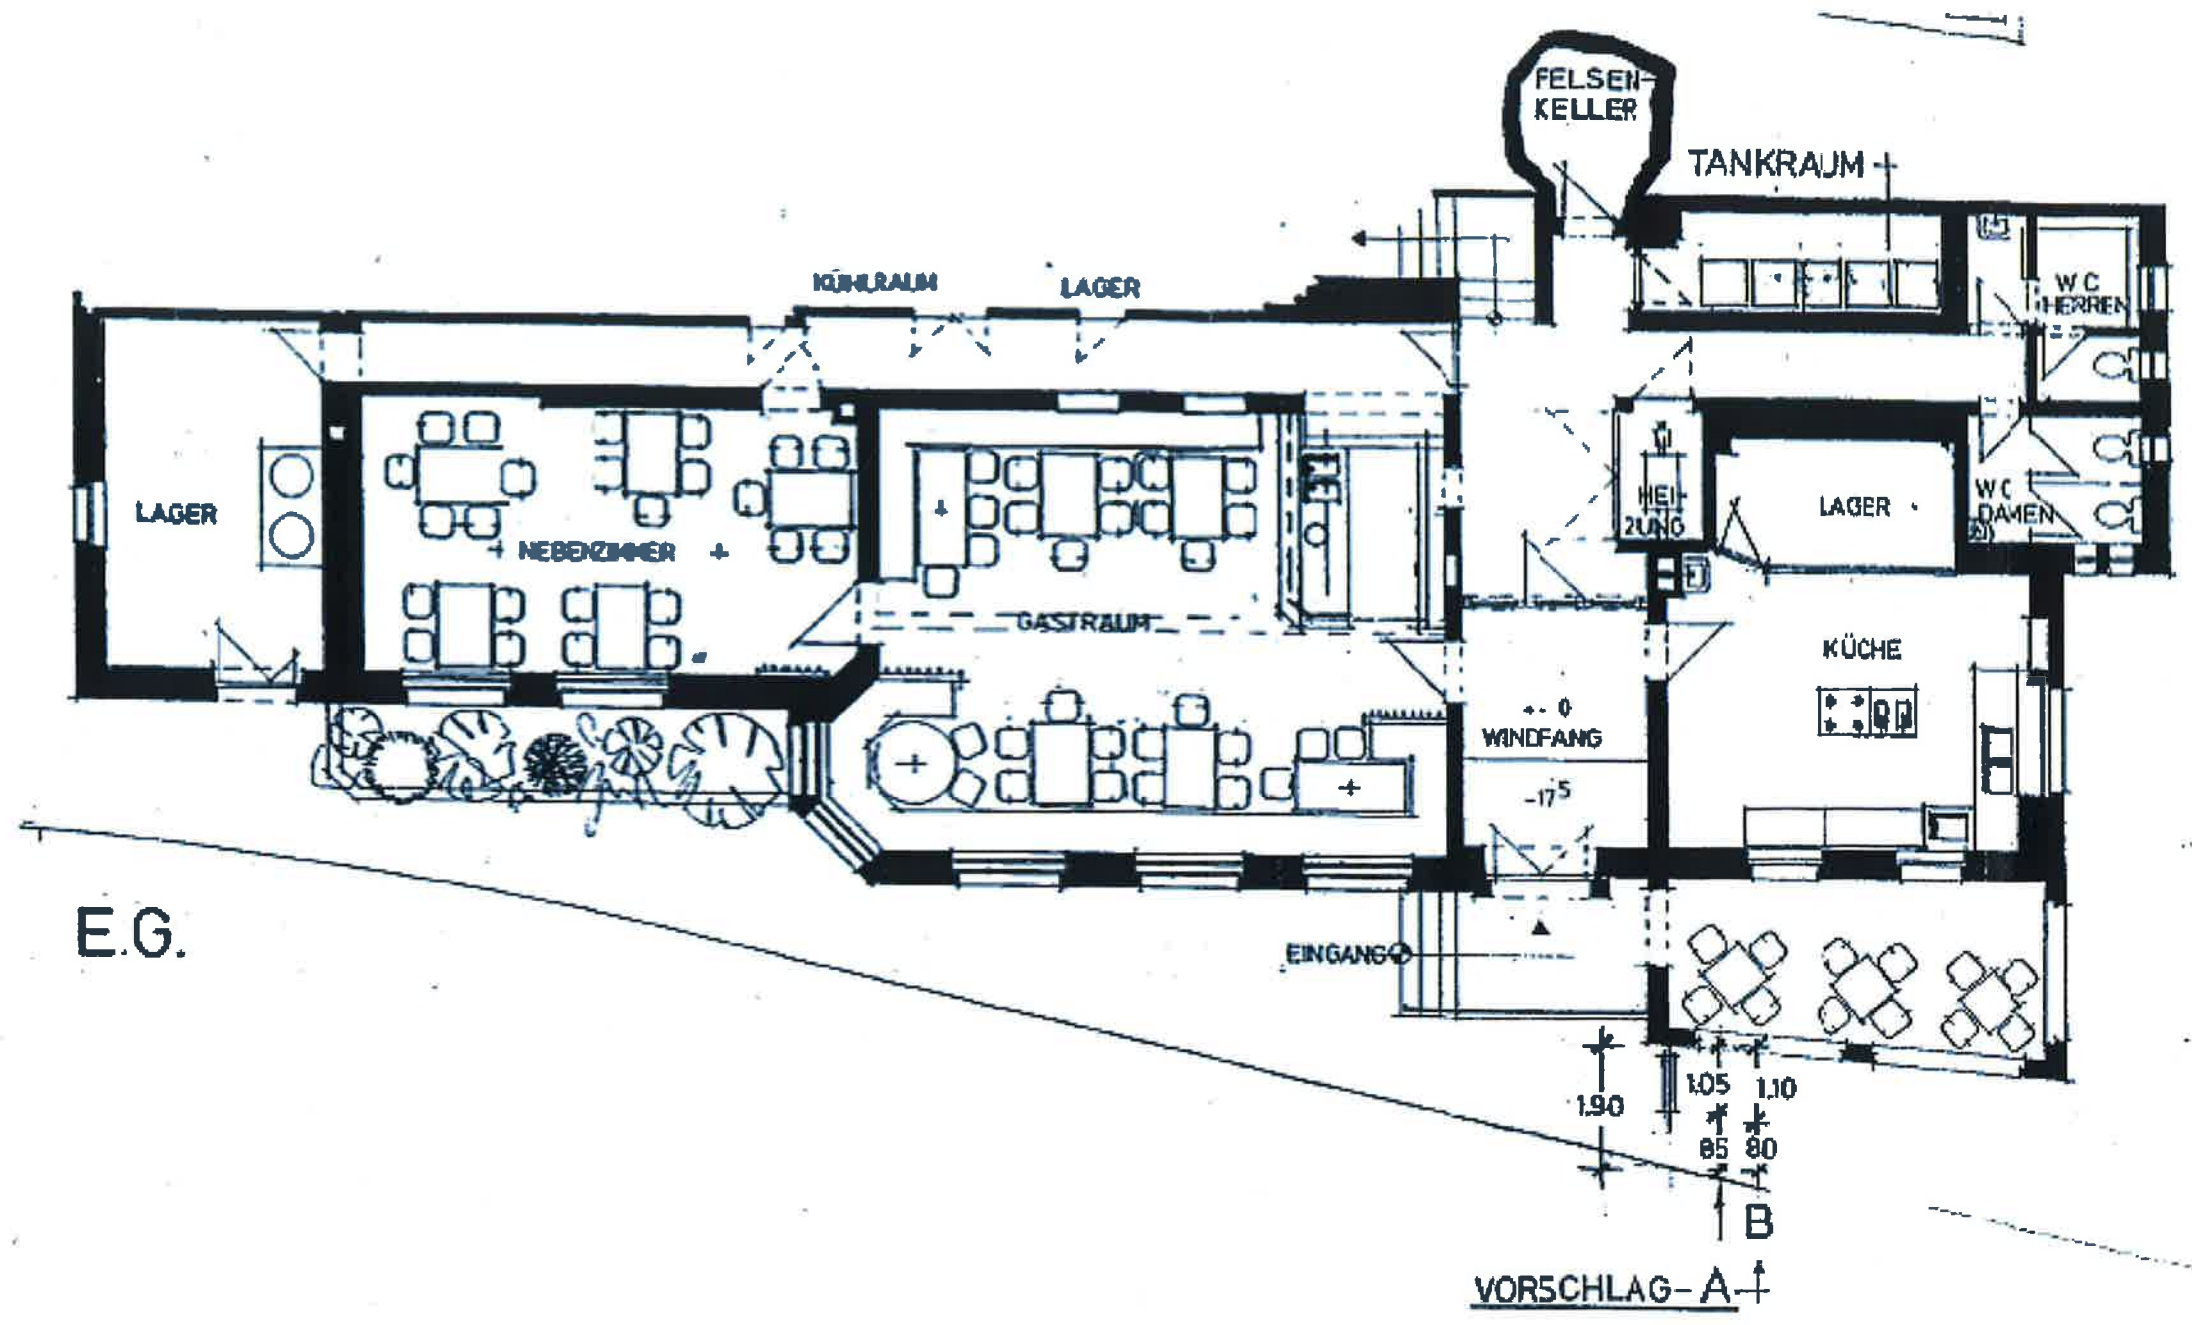 FELSEN-
KELLER
TANKRAUM
KÜHLRAUM
LAGER
WC
HERREN
LAGER
NEBENZIMMER
HEI-
ZUNG
LAGER
WC
DAMEN
GASTRAUM
KÜCHE
+- 0
WINDFANG
-17⁵
E.G.
EINGANG
1.90
1.05
1.10
85
80
B
VORSCHLAG - A